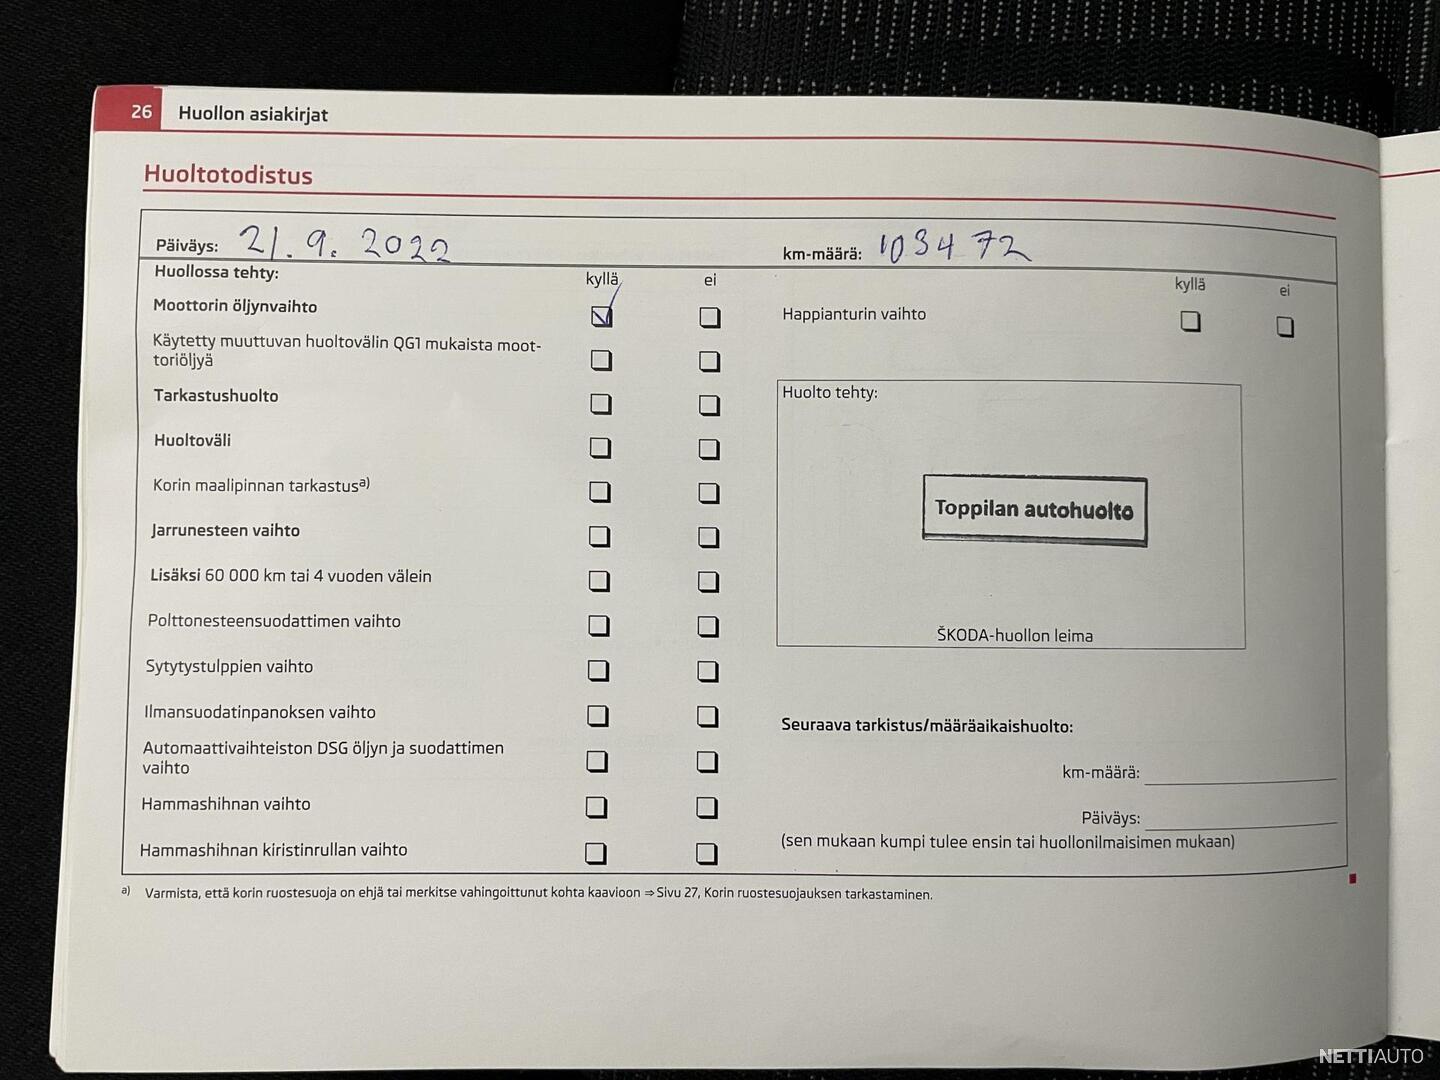 26 Huollon asiakirjat
Huoltotodistus
Päiväys: 21.9.2022 km-määrä: 103472
Huollossa tehty: kyllä ei kyllä ei
Moottorin öljynvaihto
Happianturin vaihto
Käytetty muuttuvan huoltovälin QG1 mukaista moot-
toriöljyä
Tarkastushuolto
Huoltoväli
Korin maalipinnan tarkastusa)
Jarrunesteen vaihto
Lisäksi 60 000 km tai 4 vuoden välein
Polttonesteensuodattimen vaihto
Sytytystulppien vaihto
Ilmansuodatinpanoksen vaihto
Automaattivaihteiston DSG öljyn ja suodattimen
vaihto
Hammashihnan vaihto
Hammashihnan kiristinrullan vaihto
Huolto tehty:
Toppilan autohuolto
ŠKODA-huollon leima
Seuraava tarkistus/määräaikaishuolto:
km-määrä:
Päiväys:
(sen mukaan kumpi tulee ensin tai huollonilmaisimen mukaan)
a) Varmista, että korin ruostesuoja on ehjä tai merkitse vahingoittunut kohta kaavioon ⇒ Sivu 27, Korin ruostesuojauksen tarkastaminen.
NETTIAUTO